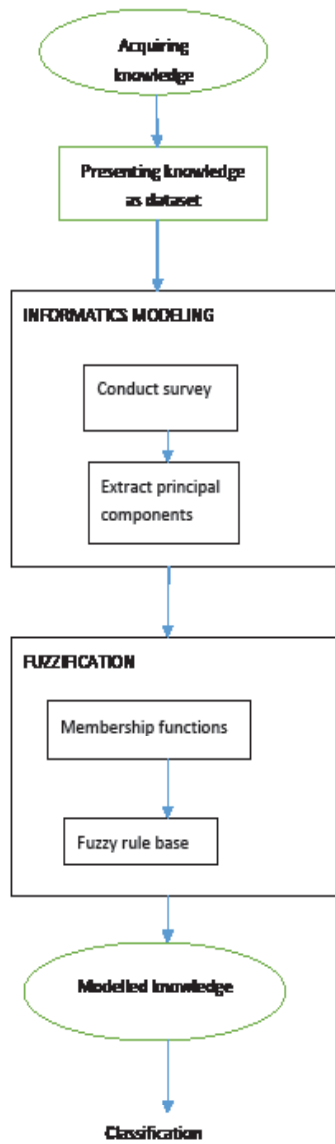 Acquiring
knowledge
Presenting knowledge
as dataset
INFORMATICS MODELING
Conduct survey
Extract principal
components
FUZZIFICATION
Membership functions
Fuzzy rule base
Modelled knowledge
Classification